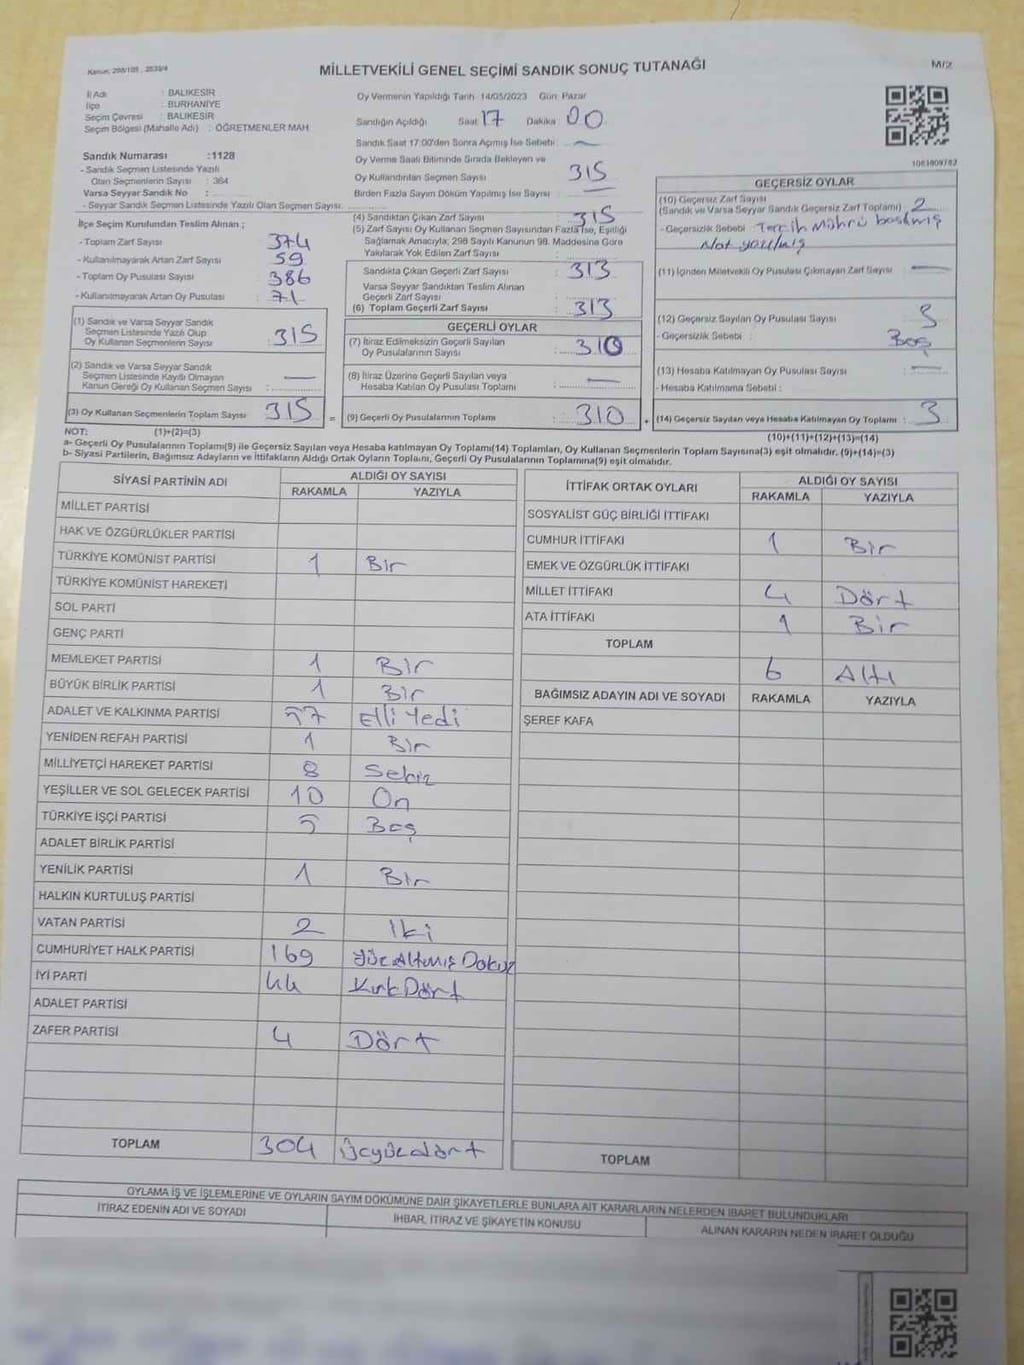 Kanun: 298/105 , 2839/4
MİLLETVEKİLİ GENEL SEÇİMİ SANDIK SONUÇ TUTANAĞI
M/2
İl Adı : BALIKESİR
İlçe : BURHANİYE
Seçim Çevresi : BALIKESİR
Seçim Bölgesi (Mahalle Adı) : ÖĞRETMENLER MAH
Oy Vermenin Yapıldığı Tarih: 14/05/2023 Gün: Pazar
Sandığın Açıldığı Saat 17 Dakika 00
Sandık Saat 17:00'den Sonra Açılmış İse Sebebi : —
Oy Verme Saati Bitiminde Sırada Bekleyen ve
Oy Kullandırılan Seçmen Sayısı : 315
Birden Fazla Sayım Döküm Yapılmış İse Sayısı : —
Sandık Numarası :1128
- Sandık Seçmen Listesinde Yazılı
Olan Seçmenlerin Sayısı : 364
Varsa Seyyar Sandık No :
- Seyyar Sandık Seçmen Listesinde Yazılı Olan Seçmen Sayısı:
İlçe Seçim Kurulundan Teslim Alınan ;
- Toplam Zarf Sayısı : 374
- Kullanılmayarak Artan Zarf Sayısı : 59
- Toplam Oy Pusulası Sayısı : 386
- Kullanılmayarak Artan Oy Pusulası : 71
(1) Sandık ve Varsa Seyyar Sandık
Seçmen Listesinde Yazılı Olup
Oy Kullanan Seçmenlerin Sayısı : 315
(2) Sandık ve Varsa Seyyar Sandık
Seçmen Listesinde Kayıtlı Olmayan
Kanun Gereği Oy Kullanan Seçmen Sayısı : —
(3) Oy Kullanan Seçmenlerin Toplam Sayısı : 315 =
(4) Sandıktan Çıkan Zarf Sayısı : 315
(5) Zarf Sayısı Oy Kullanan Seçmen Sayısından Fazla İse, Eşitliği
Sağlamak Amacıyla; 298 Sayılı Kanunun 98. Maddesine Göre
Yakılarak Yok Edilen Zarf Sayısı :
Sandıkta Çıkan Geçerli Zarf Sayısı : 313
Varsa Seyyar Sandıktan Teslim Alınan
Geçerli Zarf Sayısı :
(6) Toplam Geçerli Zarf Sayısı : 313
GEÇERLİ OYLAR
(7) İtiraz Edilmeksizin Geçerli Sayılan
Oy Pusulalarının Sayısı : 310
(8) İtiraz Üzerine Geçerli Sayılan veya
Hesaba Katılan Oy Pusulası Toplamı : —
(9) Geçerli Oy Pusulalarının Toplamı : 310 +
GEÇERSİZ OYLAR
(10) Geçersiz Zarf Sayısı
(Sandık ve Varsa Seyyar Sandık Geçersiz Zarf Toplamı) : 2
- Geçersizlik Sebebi : Tercih Mührü basılmış
Not yazılmış
(11) İçinden Milletvekili Oy Pusulası Çıkmayan Zarf Sayısı : —
(12) Geçersiz Sayılan Oy Pusulası Sayısı : 3
- Geçersizlik Sebebi : Boş
(13) Hesaba Katılmayan Oy Pusulası Sayısı : —
- Hesaba Katılmama Sebebi :
(14) Geçersiz Sayılan veya Hesaba Katılmayan Oy Toplamı : 3
NOT: (1)+(2)=(3)
(10)+(11)+(12)+(13)=(14)
a- Geçerli Oy Pusulalarının Toplamı(9) ile Geçersiz Sayılan veya Hesaba katılmayan Oy Toplamı(14) Toplamları, Oy Kullanan Seçmenlerin Toplam Sayısına(3) eşit olmalıdır. (9)+(14)=(3)
b- Siyasi Partilerin, Bağımsız Adayların ve İttifakların Aldığı Ortak Oyların Toplamı, Geçerli Oy Pusulalarının Toplamına(9) eşit olmalıdır.
SİYASİ PARTİNİN ADI ALDIĞI OY SAYISI
RAKAMLA YAZIYLA
MİLLET PARTİSİ
HAK VE ÖZGÜRLÜKLER PARTİSİ
TÜRKİYE KOMÜNİST PARTİSİ 1 Bir
TÜRKİYE KOMÜNİST HAREKETİ
SOL PARTİ
GENÇ PARTİ
MEMLEKET PARTİSİ 1 Bir
BÜYÜK BİRLİK PARTİSİ 1 Bir
ADALET VE KALKINMA PARTİSİ 57 Elli Yedi
YENİDEN REFAH PARTİSİ 1 Bir
MİLLİYETÇİ HAREKET PARTİSİ 8 Sekiz
YEŞİLLER VE SOL GELECEK PARTİSİ 10 On
TÜRKİYE İŞÇİ PARTİSİ 5 Beş
ADALET BİRLİK PARTİSİ
YENİLİK PARTİSİ 1 Bir
HALKIN KURTULUŞ PARTİSİ
VATAN PARTİSİ 2 İki
CUMHURİYET HALK PARTİSİ 169 Yüz Altmış Dokuz
İYİ PARTİ 44 Kırk Dört
ADALET PARTİSİ
ZAFER PARTİSİ 4 Dört
TOPLAM 304 Üçyüzdört
İTTİFAK ORTAK OYLARI ALDIĞI OY SAYISI
RAKAMLA YAZIYLA
SOSYALİST GÜÇ BİRLİĞİ İTTİFAKI
CUMHUR İTTİFAKI 1 Bir
EMEK VE ÖZGÜRLÜK İTTİFAKI
MİLLET İTTİFAKI 4 Dört
ATA İTTİFAKI 1 Bir
TOPLAM
6 Altı
BAĞIMSIZ ADAYIN ADI VE SOYADI RAKAMLA YAZIYLA
ŞEREF KAFA
TOPLAM
OYLAMA İŞ VE İŞLEMLERİNE VE OYLARIN SAYIM DÖKÜMÜNE DAİR ŞİKAYETLERLE BUNLARA AİT KARARLARIN NELERDEN İBARET BULUNDUKLARI
İTİRAZ EDENİN ADI VE SOYADI
İHBAR, İTİRAZ VE ŞİKAYETİN KONUSU
ALINAN KARARIN NEDEN İBARET OLDUĞU